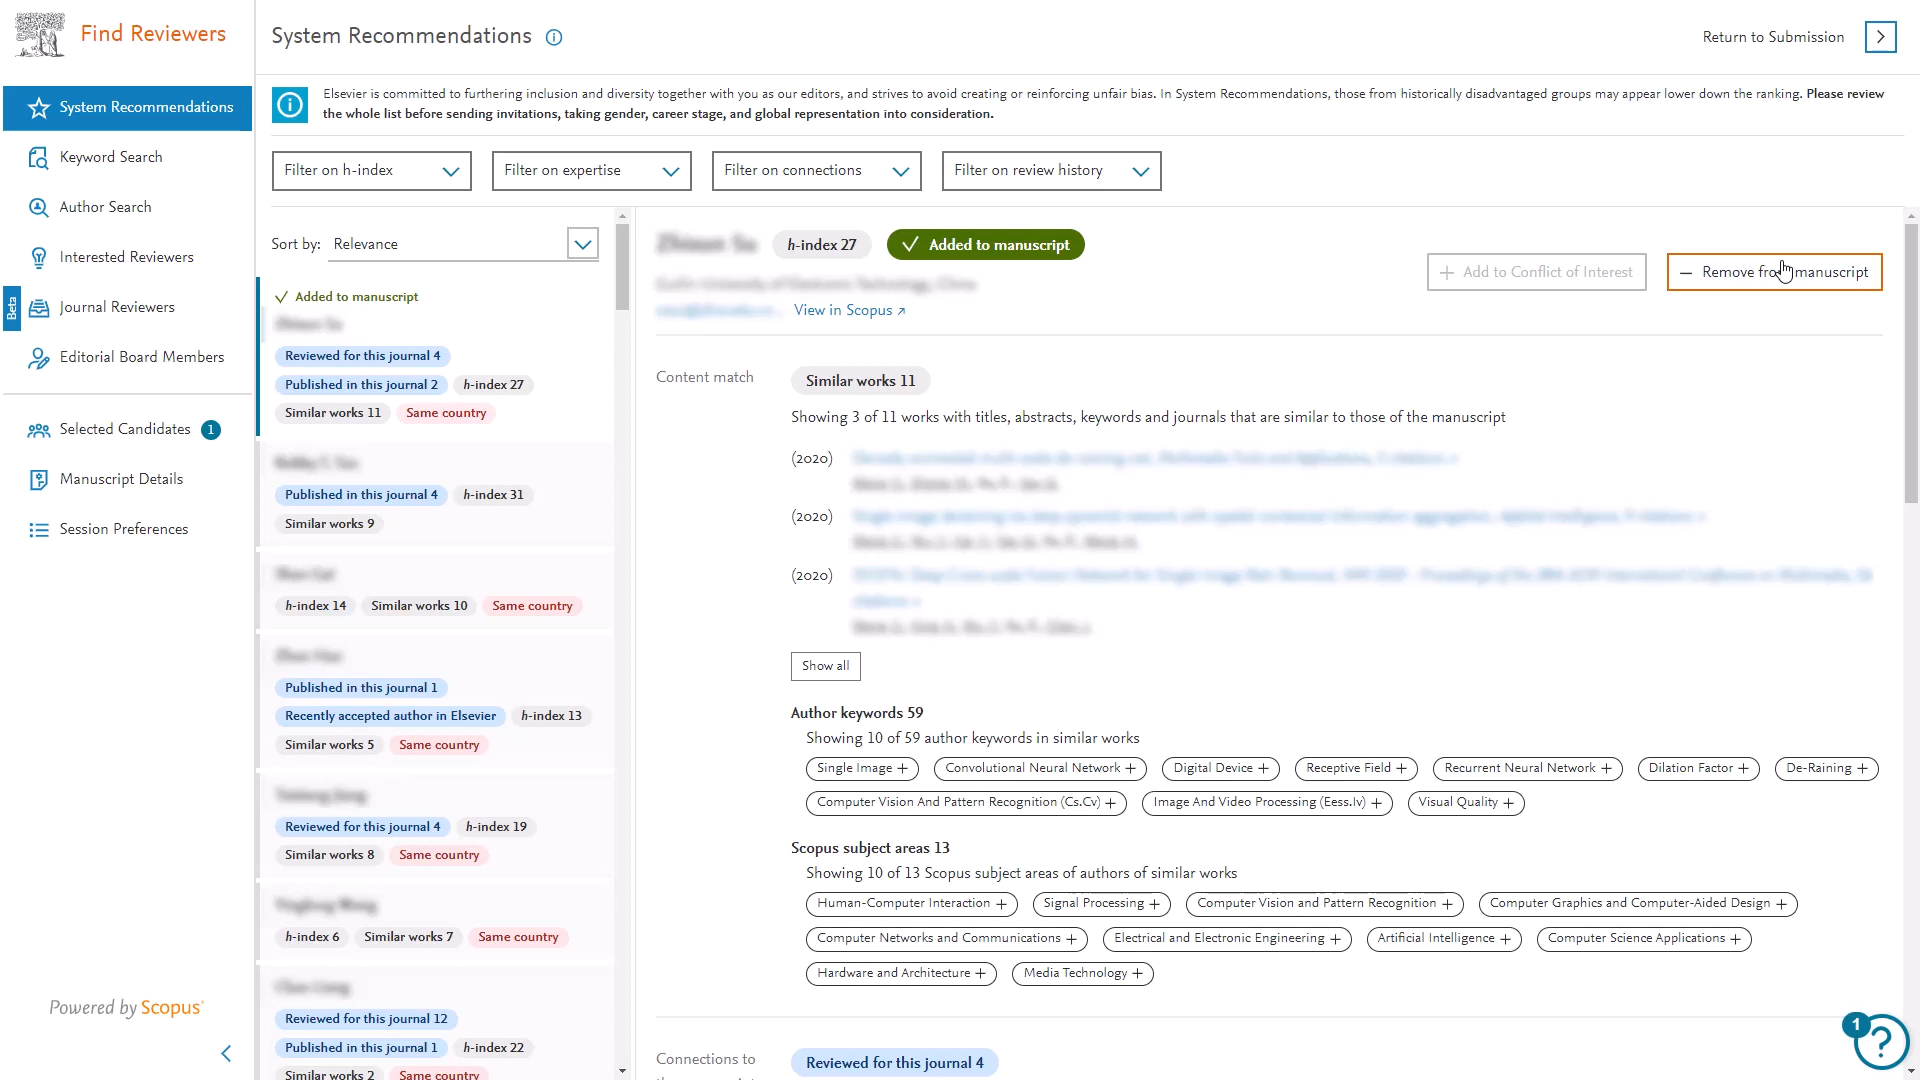 Find Reviewers
System Recommendations
Return to Submission
System Recommendations
Keyword Search
Author Search
Interested Reviewers
Beta
Journal Reviewers
Editorial Board Members
Selected Candidates 1
Manuscript Details
Session Preferences
Powered by Scopus®
Elsevier is committed to furthering inclusion and diversity together with you as our editors, and strives to avoid creating or reinforcing unfair bias. In System Recommendations, those from historically disadvantaged groups may appear lower down the ranking. Please review
the whole list before sending invitations, taking gender, career stage, and global representation into consideration.
Filter on h-index
Filter on expertise
Filter on connections
Filter on review history
Sort by: Relevance
Added to manuscript
Reviewed for this journal 4
Published in this journal 2 h-index 27
Similar works 11 Same country
Published in this journal 4 h-index 31
Similar works 9
h-index 14 Similar works 10 Same country
Published in this journal 1
Recently accepted author in Elsevier h-index 13
Similar works 5 Same country
Reviewed for this journal 4 h-index 19
Similar works 8 Same country
h-index 6 Similar works 7 Same country
Reviewed for this journal 12
Published in this journal 1 h-index 22
Similar works 2 Same country
h-index 27 Added to manuscript
+ Add to Conflict of Interest
– Remove from manuscript
View in Scopus ↗
Content match
Similar works 11
Showing 3 of 11 works with titles, abstracts, keywords and journals that are similar to those of the manuscript
(2020)
(2020)
(2020)
Show all
Author keywords 59
Showing 10 of 59 author keywords in similar works
Single Image + Convolutional Neural Network + Digital Device + Receptive Field + Recurrent Neural Network + Dilation Factor + De-Raining +
Computer Vision And Pattern Recognition (Cs.Cv) + Image And Video Processing (Eess.Iv) + Visual Quality +
Scopus subject areas 13
Showing 10 of 13 Scopus subject areas of authors of similar works
Human-Computer Interaction + Signal Processing + Computer Vision and Pattern Recognition + Computer Graphics and Computer-Aided Design +
Computer Networks and Communications + Electrical and Electronic Engineering + Artificial Intelligence + Computer Science Applications +
Hardware and Architecture + Media Technology +
Connections to
Reviewed for this journal 4
1
?